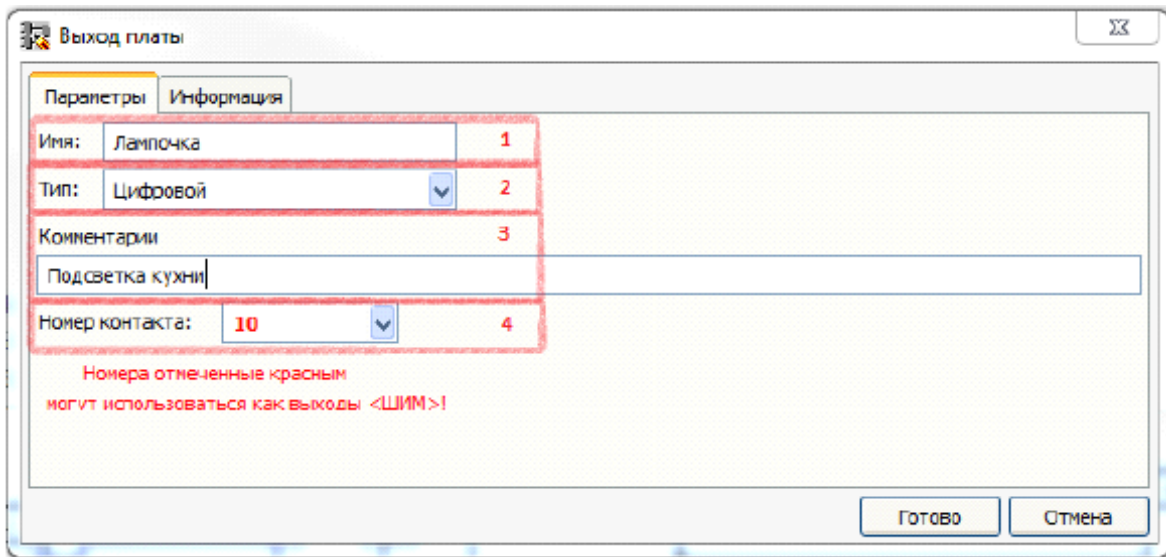 Выход платы
Параметры Информация
Имя: Лампочка 1
Тип: Цифровой 2
Комментарии 3
Подсветка кухни
Номер контакта: 10 4
Номера отмеченные красным
могут использоваться как выходы <ШИМ>!
Готово Отмена